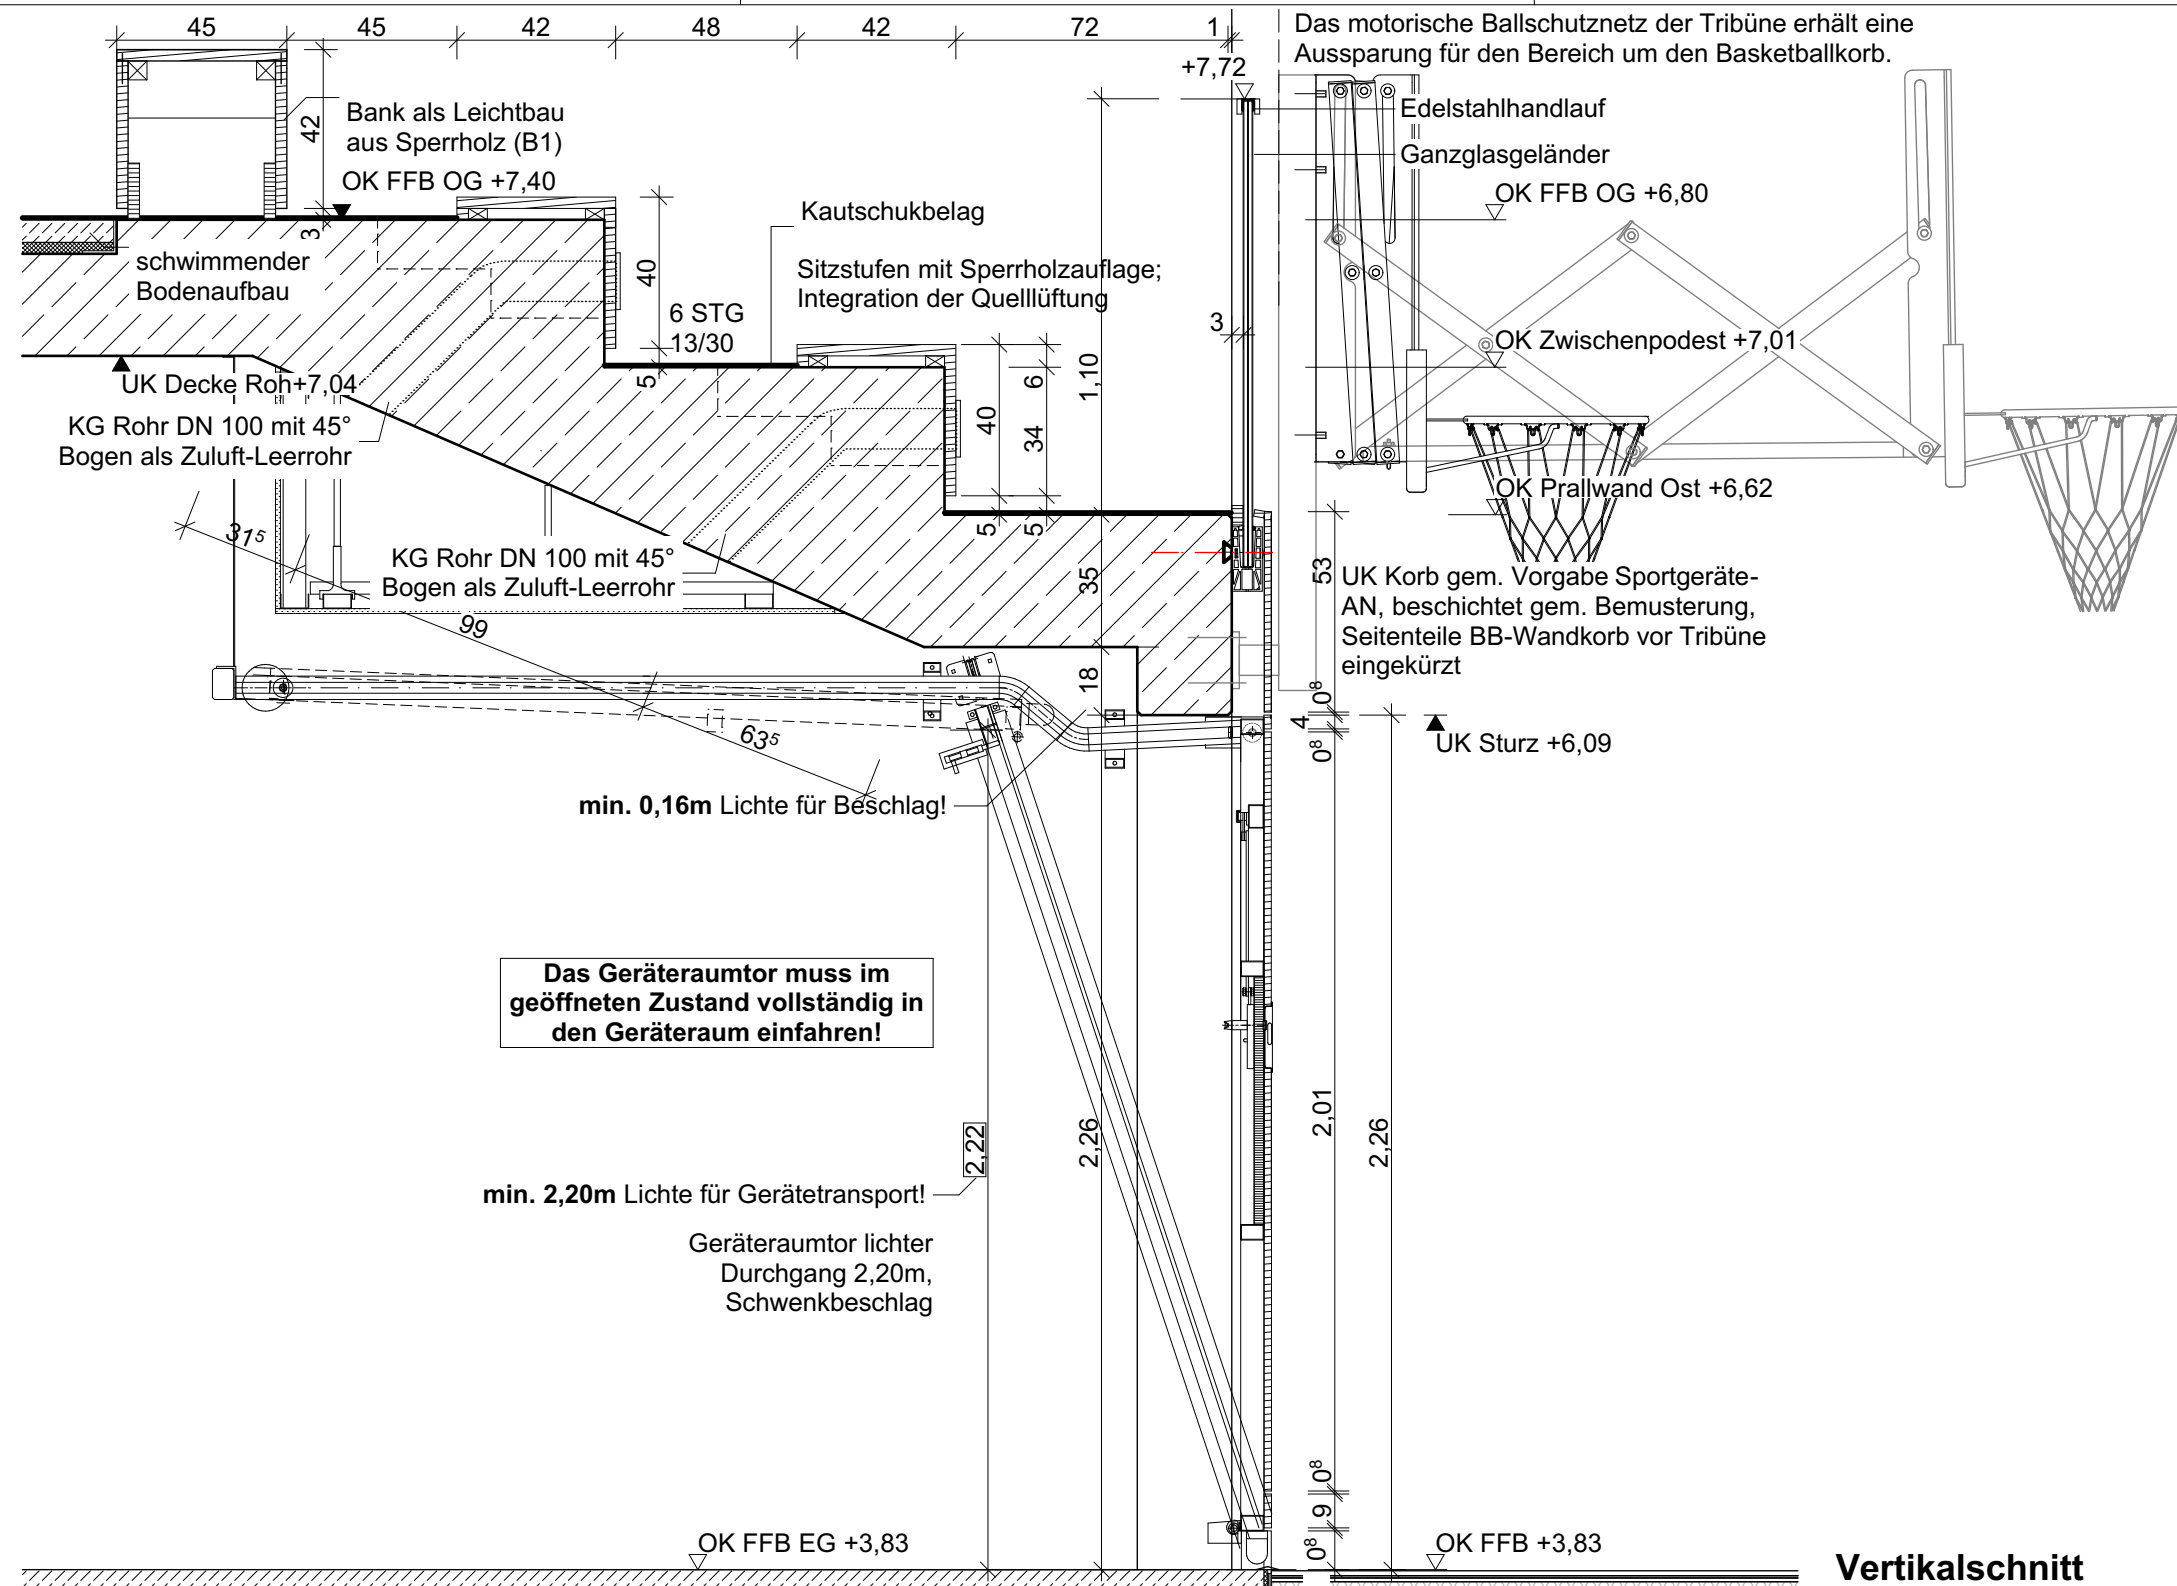 45 45 42 48 42 72 1
Das motorische Ballschutznetz der Tribüne erhält eine
Aussparung für den Bereich um den Basketballkorb.
+7,72
Edelstahlhandlauf
Ganzglasgeländer
OK FFB OG +6,80
Bank als Leichtbau
aus Sperrholz (B1)
42
OK FFB OG +7,40
3
schwimmender
Bodenaufbau
Kautschukbelag
Sitzstufen mit Sperrholzauflage;
Integration der Quelllüftung
40
6 STG
13/30
5
3
OK Zwischenpodest +7,01
UK Decke Roh+7,04
KG Rohr DN 100 mit 45°
Bogen als Zuluft-Leerrohr
40
6
34
5
5
1,10
OK Prallwand Ost +6,62
31⁵
KG Rohr DN 100 mit 45°
Bogen als Zuluft-Leerrohr
99
35
53
UK Korb gem. Vorgabe Sportgeräte-
AN, beschichtet gem. Bemusterung,
Seitenteile BB-Wandkorb vor Tribüne
eingekürzt
18
0⁸
4
0⁸
63⁵
UK Sturz +6,09
min. 0,16m Lichte für Beschlag!
Das Geräteraumtor muss im
geöffneten Zustand vollständig in
den Geräteraum einfahren!
2,22
2,26
2,01
2,26
min. 2,20m Lichte für Gerätetransport!
Geräteraumtor lichter
Durchgang 2,20m,
Schwenkbeschlag
0⁸
9
0⁸
OK FFB EG +3,83
OK FFB +3,83
Vertikalschnitt